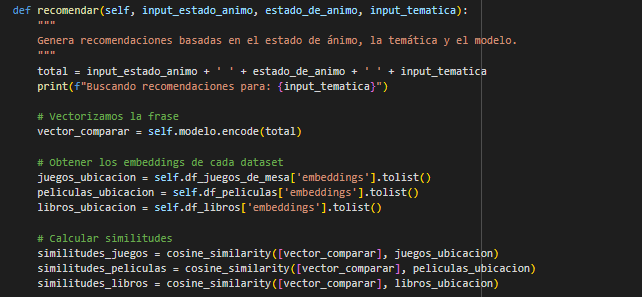 def recomendar(self, input_estado_animo, estado_de_animo, input_tematica):
"""
Genera recomendaciones basadas en el estado de ánimo, la temática y el modelo.
"""
total = input_estado_animo + ' ' + estado_de_animo + ' ' + input_tematica
print(f"Buscando recomendaciones para: {input_tematica}")
# Vectorizamos la frase
vector_comparar = self.modelo.encode(total)
# Obtener los embeddings de cada dataset
juegos_ubicacion = self.df_juegos_de_mesa['embeddings'].tolist()
peliculas_ubicacion = self.df_peliculas['embeddings'].tolist()
libros_ubicacion = self.df_libros['embeddings'].tolist()
# Calcular similitudes
similitudes_juegos = cosine_similarity([vector_comparar], juegos_ubicacion)
similitudes_peliculas = cosine_similarity([vector_comparar], peliculas_ubicacion)
similitudes_libros = cosine_similarity([vector_comparar], libros_ubicacion)